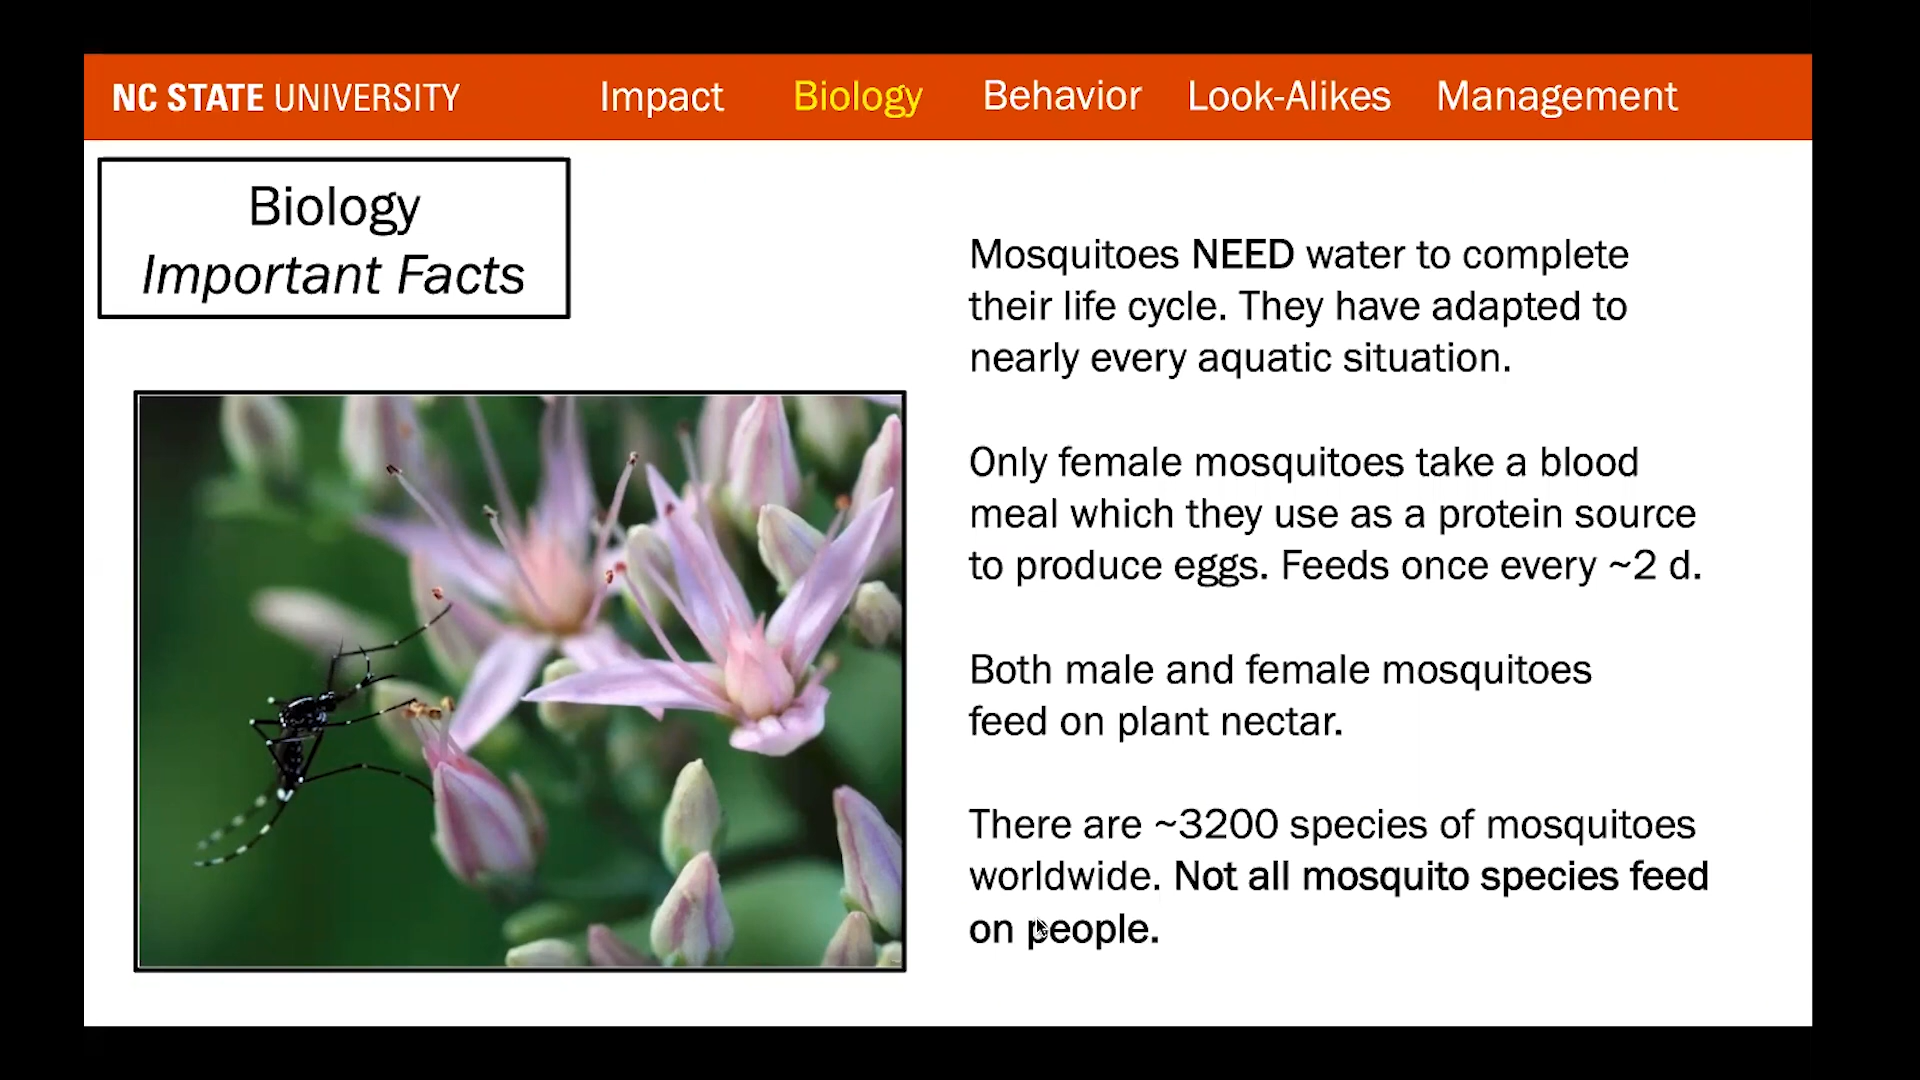 NC STATE UNIVERSITY
Impact
Biology
Behavior
Look-Alikes
Management
Biology
Important Facts
Mosquitoes NEED water to complete
their life cycle. They have adapted to
nearly every aquatic situation.
Only female mosquitoes take a blood
meal which they use as a protein source
to produce eggs. Feeds once every ~2 d.
Both male and female mosquitoes
feed on plant nectar.
There are ~3200 species of mosquitoes
worldwide. Not all mosquito species feed
on people.